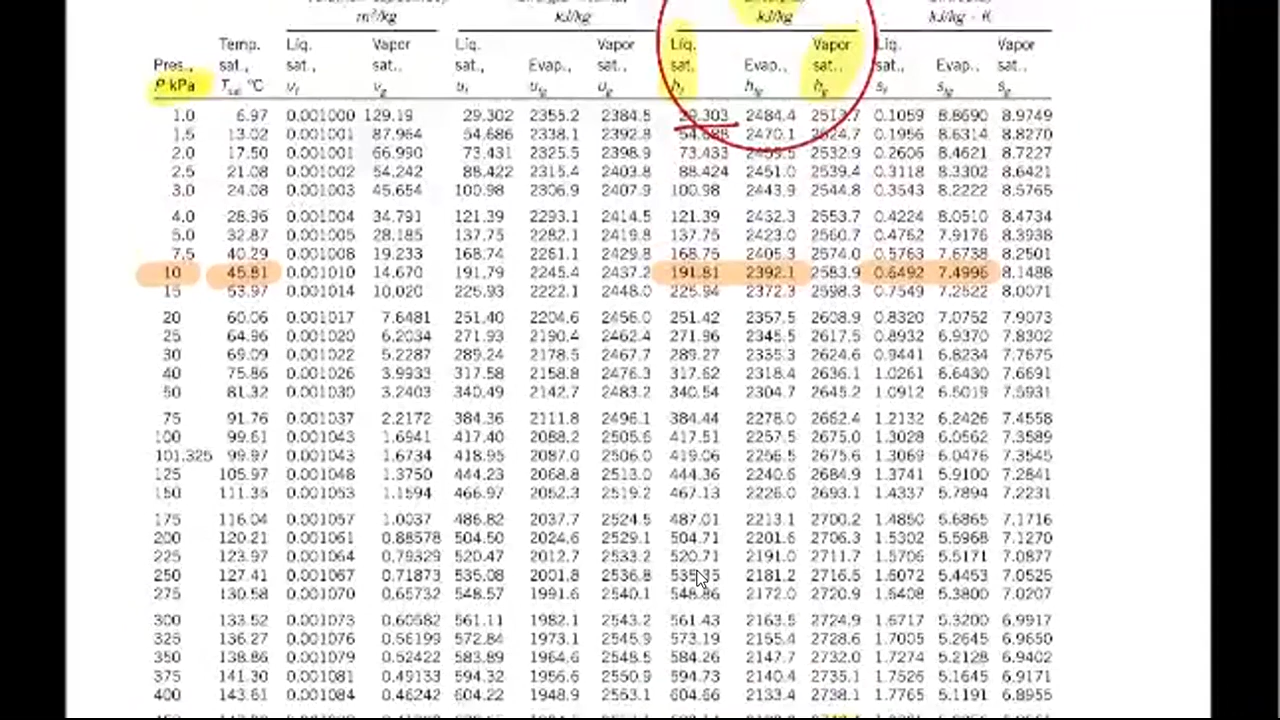 m³/kg kJ/kg kJ/kg kJ/kg · K
Temp. Líq. Vapor Líq. Vapor Líq. Vapor Líq. Vapor
Pres., sat., sat., sat., sat., Evap., sat., sat., Evap., sat., sat., Evap., sat.,
P kPa T sat °C v f v g u f u fg u g h f h fg h g s f s fg s g
1.0 6.97 0.001000 129.19 29.302 2355.2 2384.5 29.303 2484.4 2513.7 0.1059 8.8690 8.9749
1.5 13.02 0.001001 87.964 54.686 2338.1 2392.8 54.688 2470.1 2524.7 0.1956 8.6314 8.8270
2.0 17.50 0.001001 66.990 73.431 2325.5 2398.9 73.433 2459.5 2532.9 0.2606 8.4621 8.7227
2.5 21.08 0.001002 54.242 88.422 2315.4 2403.8 88.424 2451.0 2539.4 0.3118 8.3302 8.6421
3.0 24.08 0.001003 45.654 100.98 2306.9 2407.9 100.98 2443.9 2544.8 0.3543 8.2222 8.5765
4.0 28.96 0.001004 34.791 121.39 2293.1 2414.5 121.39 2432.3 2553.7 0.4224 8.0510 8.4734
5.0 32.87 0.001005 28.185 137.75 2282.1 2419.8 137.75 2423.0 2560.7 0.4762 7.9176 8.3938
7.5 40.29 0.001008 19.233 168.74 2261.1 2429.8 168.75 2405.3 2574.0 0.5763 7.6738 8.2501
10 45.81 0.001010 14.670 191.79 2245.4 2437.2 191.81 2392.1 2583.9 0.6492 7.4996 8.1488
15 53.97 0.001014 10.020 225.93 2222.1 2448.0 225.94 2372.3 2598.3 0.7549 7.2522 8.0071
20 60.06 0.001017 7.6481 251.40 2204.6 2456.0 251.42 2357.5 2608.9 0.8320 7.0752 7.9073
25 64.96 0.001020 6.2034 271.93 2190.4 2462.4 271.96 2345.5 2617.5 0.8932 6.9370 7.8302
30 69.09 0.001022 5.2287 289.24 2178.5 2467.7 289.27 2335.3 2624.6 0.9441 6.8234 7.7675
40 75.86 0.001026 3.9933 317.58 2158.8 2476.3 317.62 2318.4 2636.1 1.0261 6.6430 7.6691
50 81.32 0.001030 3.2403 340.49 2142.7 2483.2 340.54 2304.7 2645.2 1.0912 6.5019 7.5931
75 91.76 0.001037 2.2172 384.36 2111.8 2496.1 384.44 2278.0 2662.4 1.2132 6.2426 7.4558
100 99.61 0.001043 1.6941 417.40 2088.2 2505.6 417.51 2257.5 2675.0 1.3028 6.0562 7.3589
101.325 99.97 0.001043 1.6734 418.95 2087.0 2506.0 419.06 2256.5 2675.6 1.3069 6.0476 7.3545
125 105.97 0.001048 1.3750 444.23 2068.8 2513.0 444.36 2240.6 2684.9 1.3741 5.9100 7.2841
150 111.35 0.001053 1.1594 466.97 2052.3 2519.2 467.13 2226.0 2693.1 1.4337 5.7894 7.2231
175 116.04 0.001057 1.0037 486.82 2037.7 2524.5 487.01 2213.1 2700.2 1.4850 5.6865 7.1716
200 120.21 0.001061 0.88578 504.50 2024.6 2529.1 504.71 2201.6 2706.3 1.5302 5.5968 7.1270
225 123.97 0.001064 0.79329 520.47 2012.7 2533.2 520.71 2191.0 2711.7 1.5706 5.5171 7.0877
250 127.41 0.001067 0.71873 535.08 2001.8 2536.8 535.35 2181.2 2716.5 1.6072 5.4453 7.0525
275 130.58 0.001070 0.65732 548.57 1991.6 2540.1 548.86 2172.0 2720.9 1.6408 5.3800 7.0207
300 133.52 0.001073 0.60582 561.11 1982.1 2543.2 561.43 2163.5 2724.9 1.6717 5.3200 6.9917
325 136.27 0.001076 0.56199 572.84 1973.1 2545.9 573.19 2155.4 2728.6 1.7005 5.2645 6.9650
350 138.86 0.001079 0.52422 583.89 1964.6 2548.5 584.26 2147.7 2732.0 1.7274 5.2128 6.9402
375 141.30 0.001081 0.49133 594.32 1956.6 2550.9 594.73 2140.4 2735.1 1.7526 5.1645 6.9171
400 143.61 0.001084 0.46242 604.22 1948.9 2553.1 604.66 2133.4 2738.1 1.7765 5.1191 6.8955